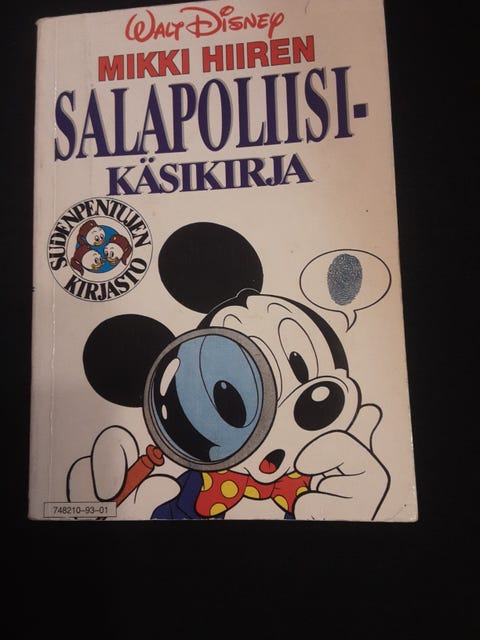 WALT DISNEY
MIKKI HIIREN
SALAPOLIISI-
KÄSIKIRJA
SUDENPENTUJEN
KIRJASTO
748210-93-01